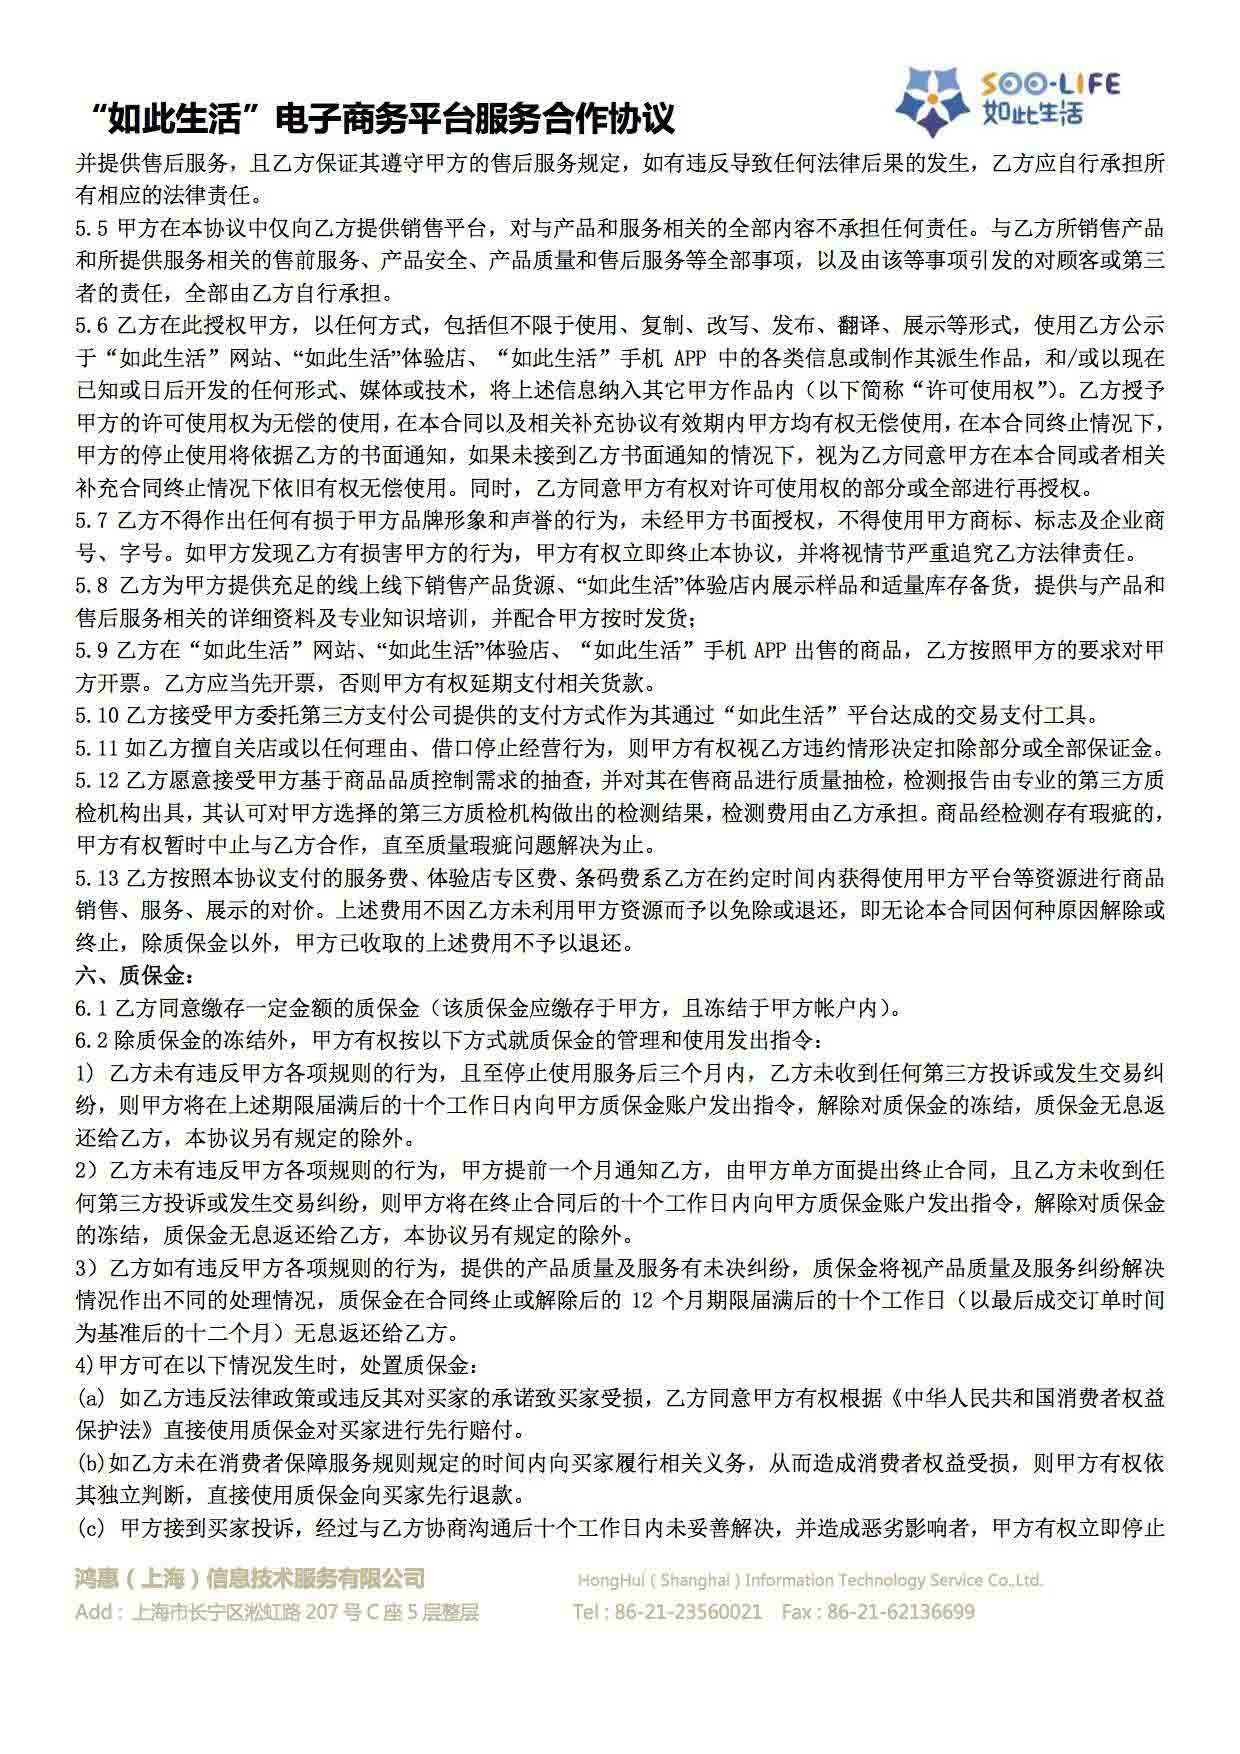 “如此生活”电子商务平台服务合作协议
SOO-LIFE
如此生活
并提供售后服务，且乙方保证其遵守甲方的售后服务规定，如有违反导致任何法律后果的发生，乙方应自行承担所
有相应的法律责任。
5.5 甲方在本协议中仅向乙方提供销售平台，对与产品和服务相关的全部内容不承担任何责任。与乙方所销售产品
和所提供服务相关的售前服务、产品安全、产品质量和售后服务等全部事项，以及由该等事项引发的对顾客或第三
者的责任，全部由乙方自行承担。
5.6 乙方在此授权甲方，以任何方式，包括但不限于使用、复制、改写、发布、翻译、展示等形式，使用乙方公示
于“如此生活”网站、“如此生活”体验店、“如此生活”手机 APP 中的各类信息或制作其派生作品，和/或以现在
已知或日后开发的任何形式、媒体或技术，将上述信息纳入其它甲方作品内（以下简称“许可使用权”）。乙方授予
甲方的许可使用权为无偿的使用，在本合同以及相关补充协议有效期内甲方均有权无偿使用，在本合同终止情况下，
甲方的停止使用将依据乙方的书面通知，如果未接到乙方书面通知的情况下，视为乙方同意甲方在本合同或者相关
补充合同终止情况下依旧有权无偿使用。同时，乙方同意甲方有权对许可使用权的部分或全部进行再授权。
5.7 乙方不得作出任何有损于甲方品牌形象和声誉的行为，未经甲方书面授权，不得使用甲方商标、标志及企业商
号、字号。如甲方发现乙方有损害甲方的行为，甲方有权立即终止本协议，并将视情节严重追究乙方法律责任。
5.8 乙方为甲方提供充足的线上线下销售产品货源、“如此生活”体验店内展示样品和适量库存备货，提供与产品和
售后服务相关的详细资料及专业知识培训，并配合甲方按时发货；
5.9 乙方在“如此生活”网站、“如此生活”体验店、“如此生活”手机 APP 出售的商品，乙方按照甲方的要求对甲
方开票。乙方应当先开票，否则甲方有权延期支付相关货款。
5.10 乙方接受甲方委托第三方支付公司提供的支付方式作为其通过“如此生活”平台达成的交易支付工具。
5.11 如乙方擅自关店或以任何理由、借口停止经营行为，则甲方有权视乙方违约情形决定扣除部分或全部保证金。
5.12 乙方愿意接受甲方基于商品品质控制需求的抽查，并对其在售商品进行质量抽检，检测报告由专业的第三方质
检机构出具，其认可对甲方选择的第三方质检机构做出的检测结果，检测费用由乙方承担。商品经检测存有瑕疵的，
甲方有权暂时中止与乙方合作，直至质量瑕疵问题解决为止。
5.13 乙方按照本协议支付的服务费、体验店专区费、条码费系乙方在约定时间内获得使用甲方平台等资源进行商品
销售、服务、展示的对价。上述费用不因乙方未利用甲方资源而予以免除或退还，即无论本合同因何种原因解除或
终止，除质保金以外，甲方已收取的上述费用不予以退还。
六、质保金：
6.1 乙方同意缴存一定金额的质保金（该质保金应缴存于甲方，且冻结于甲方帐户内）。
6.2 除质保金的冻结外，甲方有权按以下方式就质保金的管理和使用发出指令：
1) 乙方未有违反甲方各项规则的行为，且至停止使用服务后三个月内，乙方未收到任何第三方投诉或发生交易纠
纷，则甲方将在上述期限届满后的十个工作日内向甲方质保金账户发出指令，解除对质保金的冻结，质保金无息返
还给乙方，本协议另有规定的除外。
2）乙方未有违反甲方各项规则的行为，甲方提前一个月通知乙方，由甲方单方面提出终止合同，且乙方未收到任
何第三方投诉或发生交易纠纷，则甲方将在终止合同后的十个工作日内向甲方质保金账户发出指令，解除对质保金
的冻结，质保金无息返还给乙方，本协议另有规定的除外。
3）乙方如有违反甲方各项规则的行为，提供的产品质量及服务有未决纠纷，质保金将视产品质量及服务纠纷解决
情况作出不同的处理情况，质保金在合同终止或解除后的 12 个月期限届满后的十个工作日（以最后成交订单时间
为基准后的十二个月）无息返还给乙方。
4)甲方可在以下情况发生时，处置质保金：
(a) 如乙方违反法律政策或违反其对买家的承诺致买家受损，乙方同意甲方有权根据《中华人民共和国消费者权益
保护法》直接使用质保金对买家进行先行赔付。
(b)如乙方未在消费者保障服务规则规定的时间内向买家履行相关义务，从而造成消费者权益受损，则甲方有权依
其独立判断，直接使用质保金向买家先行退款。
(c) 甲方接到买家投诉，经过与乙方协商沟通后十个工作日内未妥善解决，并造成恶劣影响者，甲方有权立即停止
鸿惠（上海）信息技术服务有限公司 HongHui（Shanghai）Information Technology Service Co.,Ltd.
Add：上海市长宁区淞虹路 207 号 C 座 5 层整层 Tel : 86-21-23560021 Fax : 86-21-62136699